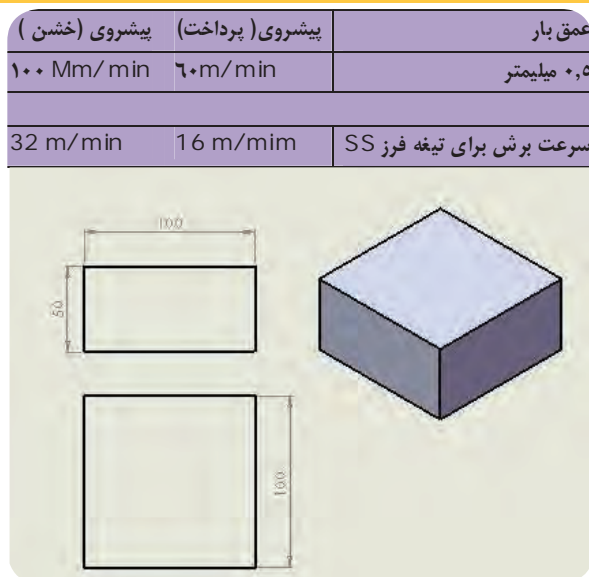 عمق بار پیشروی( پرداخت) پیشروی (خشن )
۰٫۵ میلیمتر ۶۰m/min ۱۰۰ Mm/min
سرعت برش برای تیغه فرز SS 16 m/mim 32 m/min
100
50
100